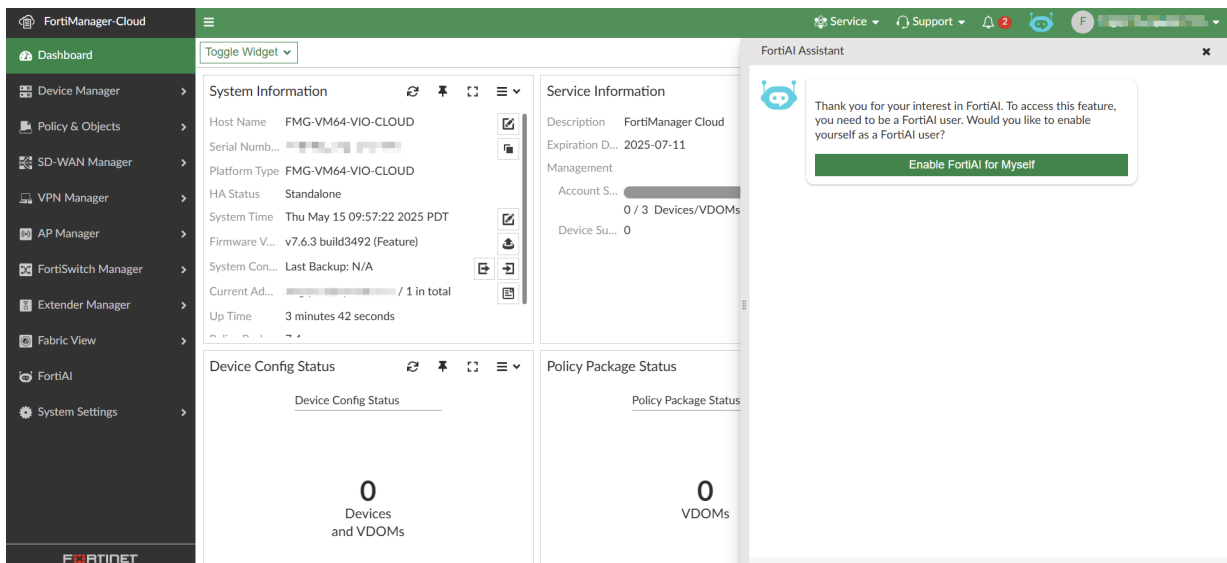 FortiManager-Cloud
Service
Support
2
F
Dashboard
Device Manager
Policy & Objects
SD-WAN Manager
VPN Manager
AP Manager
FortiSwitch Manager
Extender Manager
Fabric View
FortiAI
System Settings
FORTINET
Toggle Widget
System Information
Host Name FMG-VM64-VIO-CLOUD
Serial Numb...
Platform Type FMG-VM64-VIO-CLOUD
HA Status Standalone
System Time Thu May 15 09:57:22 2025 PDT
Firmware V... v7.6.3 build3492 (Feature)
System Con... Last Backup: N/A
Current Ad... / 1 in total
Up Time 3 minutes 42 seconds
Service Information
Description FortiManager Cloud
Expiration D... 2025-07-11
Management
Account S...
0 / 3 Devices/VDOMs
Device Su... 0
Device Config Status
Device Config Status
0
Devices
and VDOMs
Policy Package Status
Policy Package Status
0
VDOMs
FortiAI Assistant
Thank you for your interest in FortiAI. To access this feature,
you need to be a FortiAI user. Would you like to enable
yourself as a FortiAI user?
Enable FortiAI for Myself